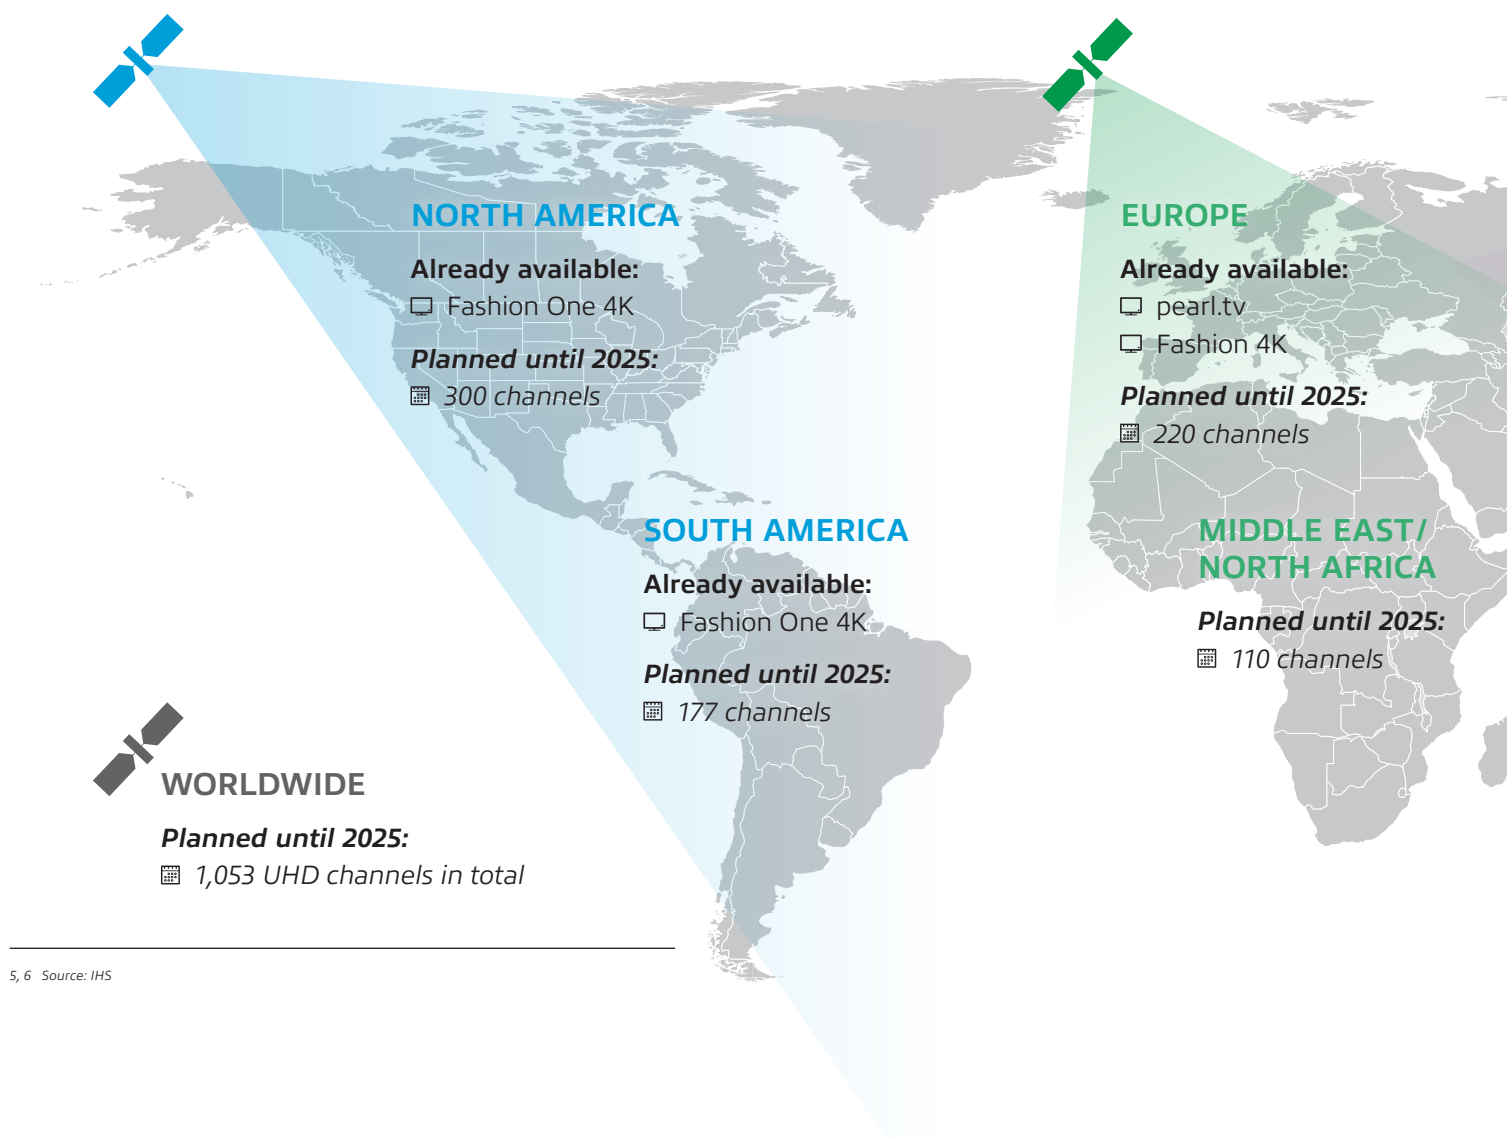 NORTH AMERICA
Already available:
Fashion One 4K
Planned until 2025:
300 channels
EUROPE
Already available:
pearl.tv
Fashion 4K
Planned until 2025:
220 channels
SOUTH AMERICA
Already available:
Fashion One 4K
Planned until 2025:
177 channels
MIDDLE EAST/
NORTH AFRICA
Planned until 2025:
110 channels
WORLDWIDE
Planned until 2025:
1,053 UHD channels in total
5, 6 Source: IHS